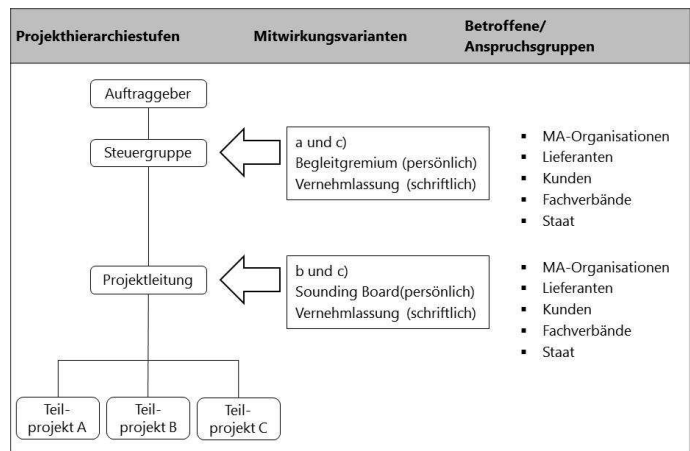 Projekthierarchiestufen
Mitwirkungsvarianten
Betroffene/
Anspruchsgruppen
Auftraggeber
Steuergruppe
a und c)
Begleitgremium (persönlich)
Vernehmlassung (schriftlich)
▪ MA-Organisationen
▪ Lieferanten
▪ Kunden
▪ Fachverbände
▪ Staat
Projektleitung
b und c)
Sounding Board(persönlich)
Vernehmlassung (schriftlich)
▪ MA-Organisationen
▪ Lieferanten
▪ Kunden
▪ Fachverbände
▪ Staat
Teil-
projekt A
Teil-
projekt B
Teil-
projekt C